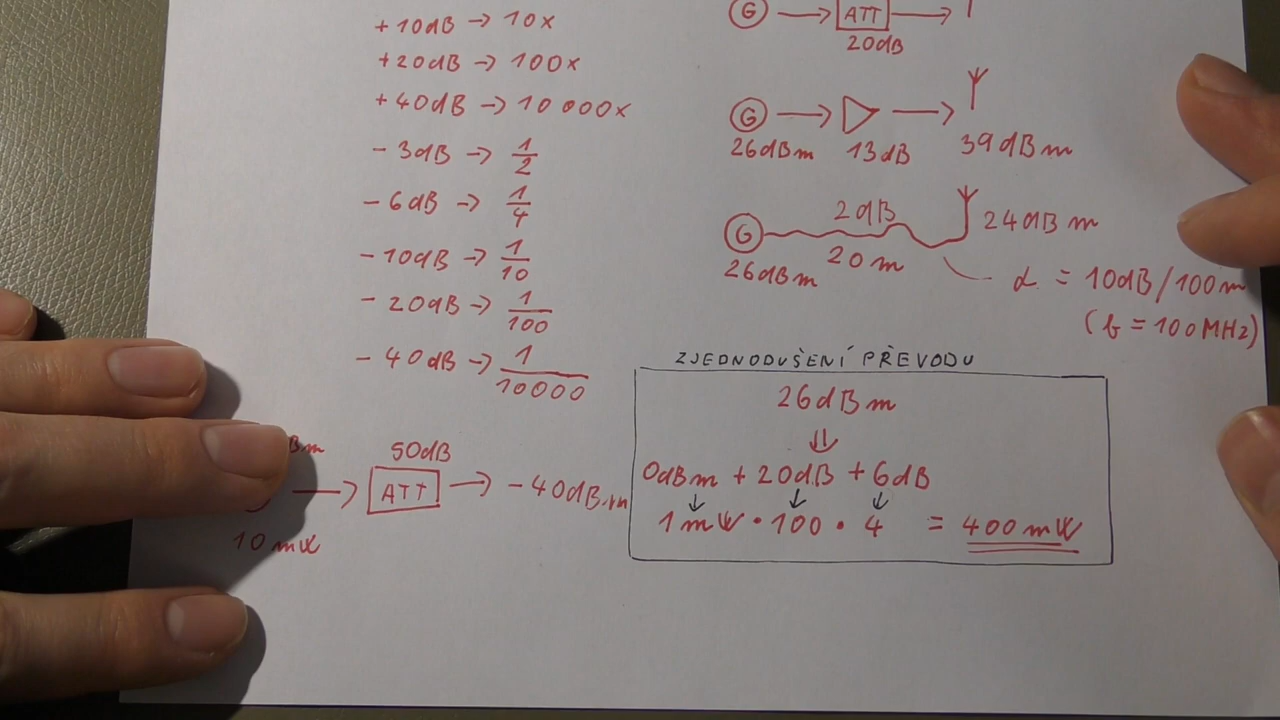 +10dB → 10x
+20dB → 100x
+40dB → 10 000x
- 3dB → 1/2
- 6dB → 1/4
- 10dB → 1/10
- 20dB → 1/100
- 40dB → 1/10000
50dB
ATT → -40dBm
10mW
G → ATT →
20dB
G → ▷ →
26dBm 13dB 39dBm
2dB
G 24dBm
26dBm 20m
α = 10dB/100m
(f = 100MHz)
ZJEDNODUŠENÍ PŘEVODU
26dBm
⇓
0dBm + 20dB + 6dB
↓ ↓ ↓
1mW · 100 · 4 = 400mW